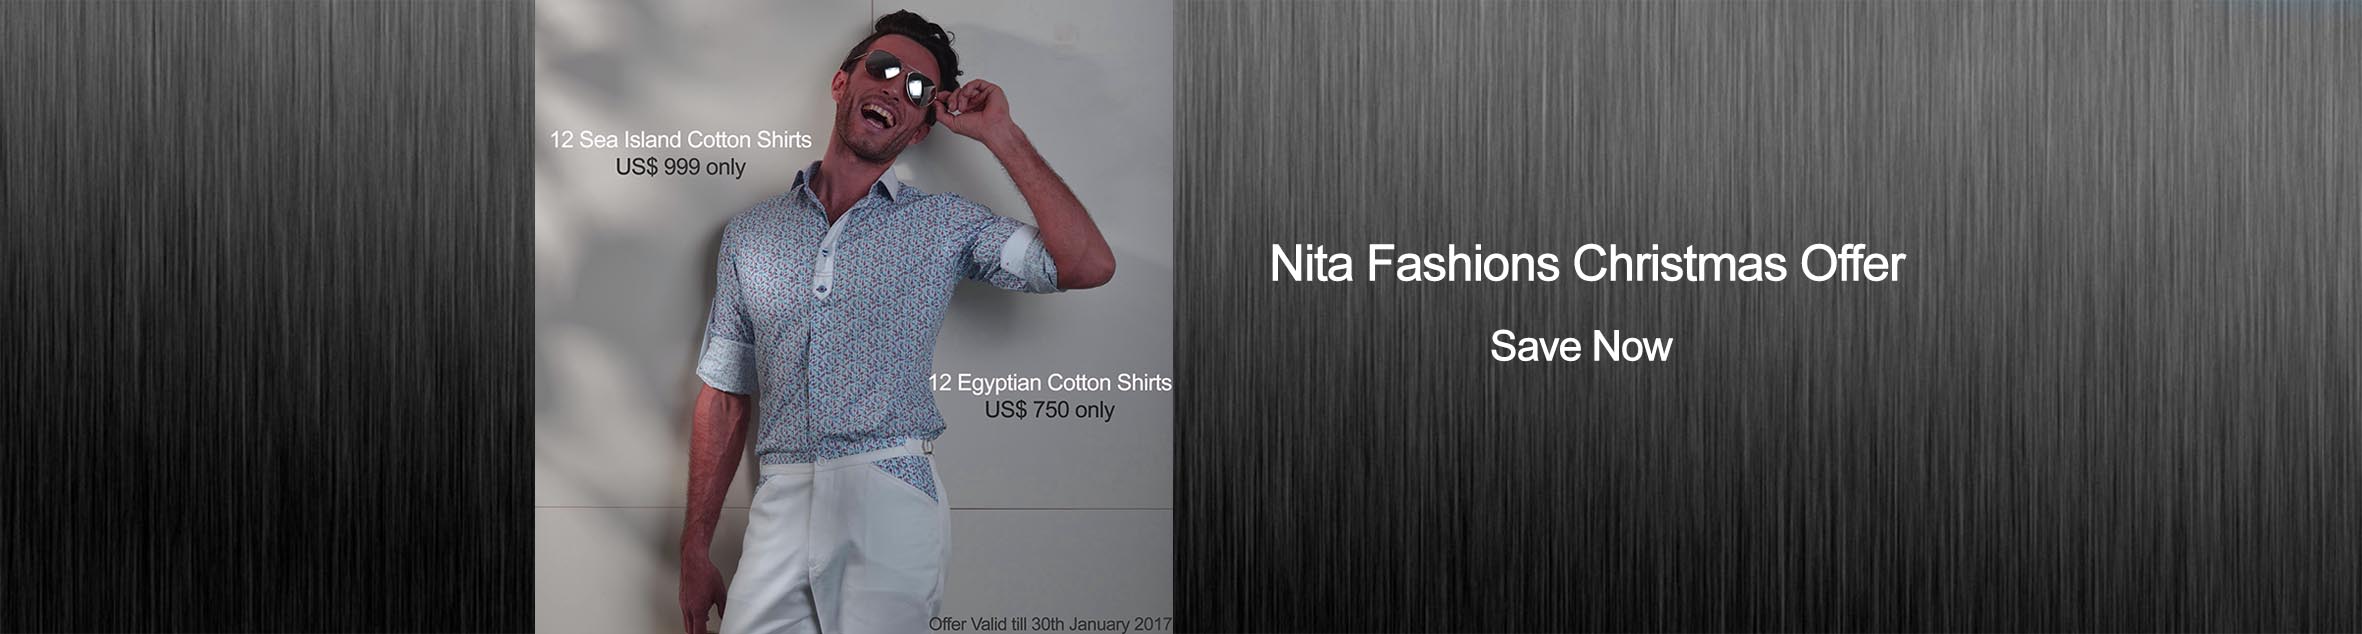 12 Sea Island Cotton Shirts
US$ 999 only
12 Egyptian Cotton Shirts
US$ 750 only
Offer Valid till 30th January 2017
Nita Fashions Christmas Offer
Save Now